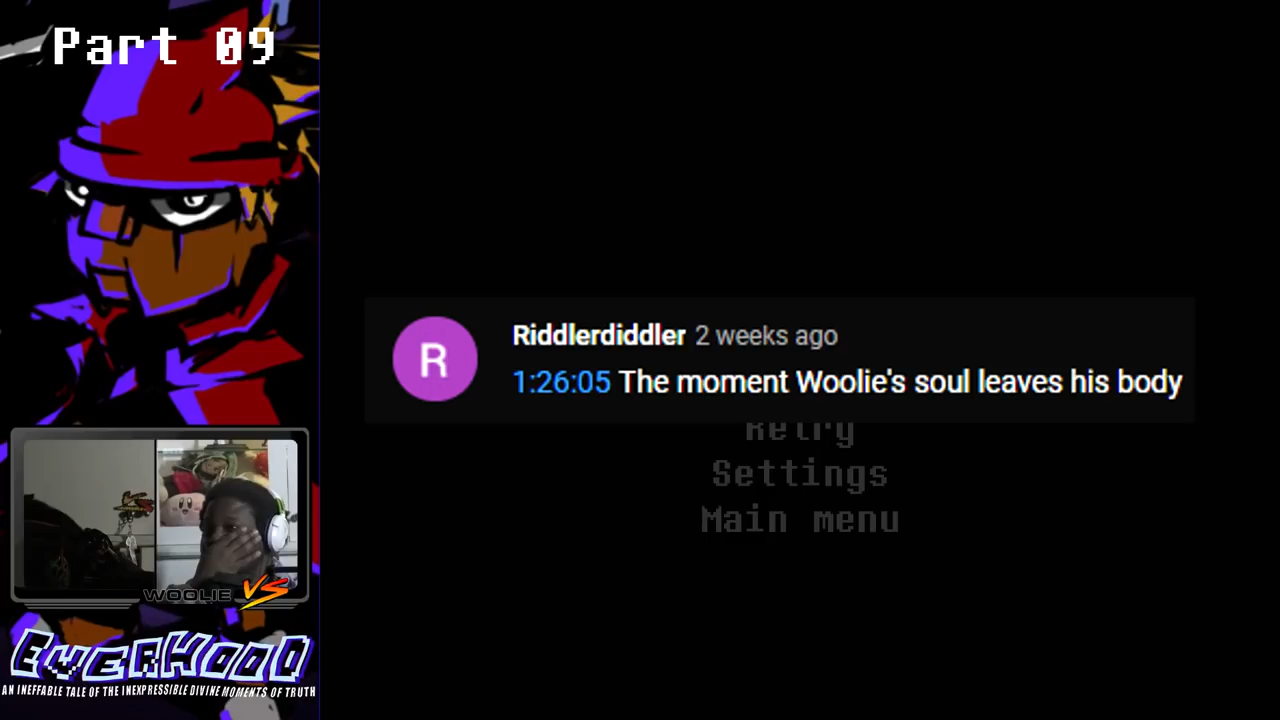 Part 09
Riddlerdiddler 2 weeks ago
1:26:05 The moment Woolie's soul leaves his body
Retry
Settings
Main menu
WOOLIE VS
EVERHOOD
AN INEFFABLE TALE OF THE INEXPRESSIBLE DIVINE MOMENTS OF TRUTH
R